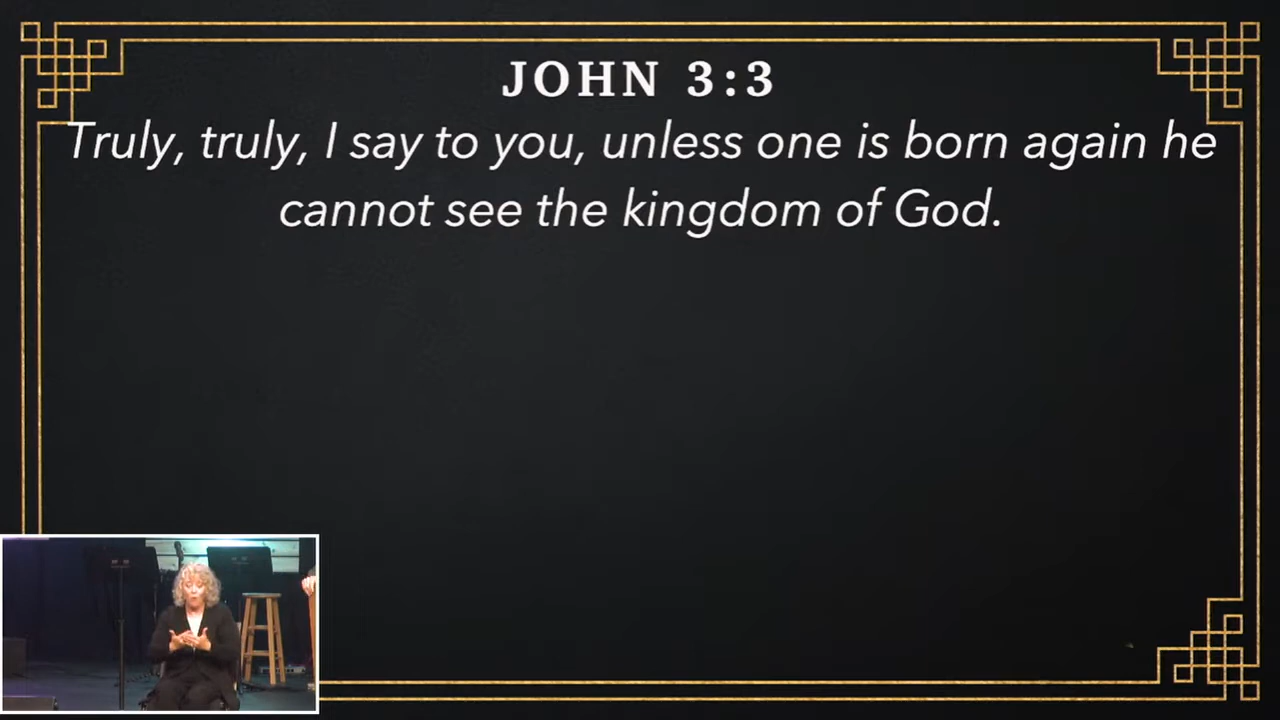 JOHN 3:3
Truly, truly, I say to you, unless one is born again he
cannot see the kingdom of God.